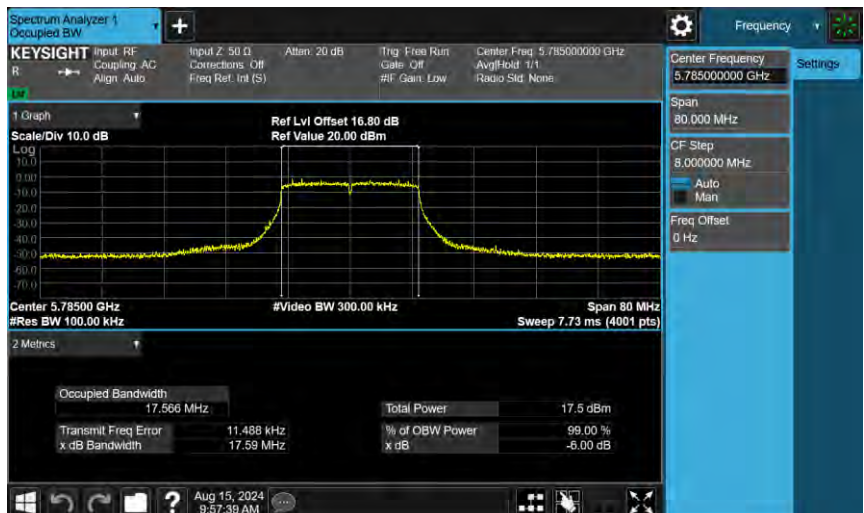 Spectrum Analyzer 1
Occupied BW
+
Frequency
KEYSIGHT
R
Input: RF
Coupling: AC
Align: Auto
Input Z: 50 Ω
Corrections: Off
Freq Ref: Int (S)
Atten: 20 dB
Trig: Free Run
Gate: Off
#IF Gain: Low
Center Freq: 5.785000000 GHz
Avg|Hold: 1/1
Radio Std: None
Center Frequency
5.785000000 GHz
Settings
Span
80.000 MHz
CF Step
8.000000 MHz
Auto
Man
Freq Offset
0 Hz
1 Graph
Scale/Div 10.0 dB
Ref Lvl Offset 16.80 dB
Ref Value 20.00 dBm
Log
10.0
0.00
-10.0
-20.0
-30.0
-40.0
-50.0
-60.0
-70.0
Center 5.78500 GHz
#Video BW 300.00 kHz
Span 80 MHz
#Res BW 100.00 kHz
Sweep 7.73 ms (4001 pts)
2 Metrics
Occupied Bandwidth
17.566 MHz
Total Power 17.5 dBm
Transmit Freq Error 11.488 kHz
% of OBW Power 99.00 %
x dB Bandwidth 17.59 MHz
x dB -6.00 dB
?
Aug 15, 2024
9:57:39 AM